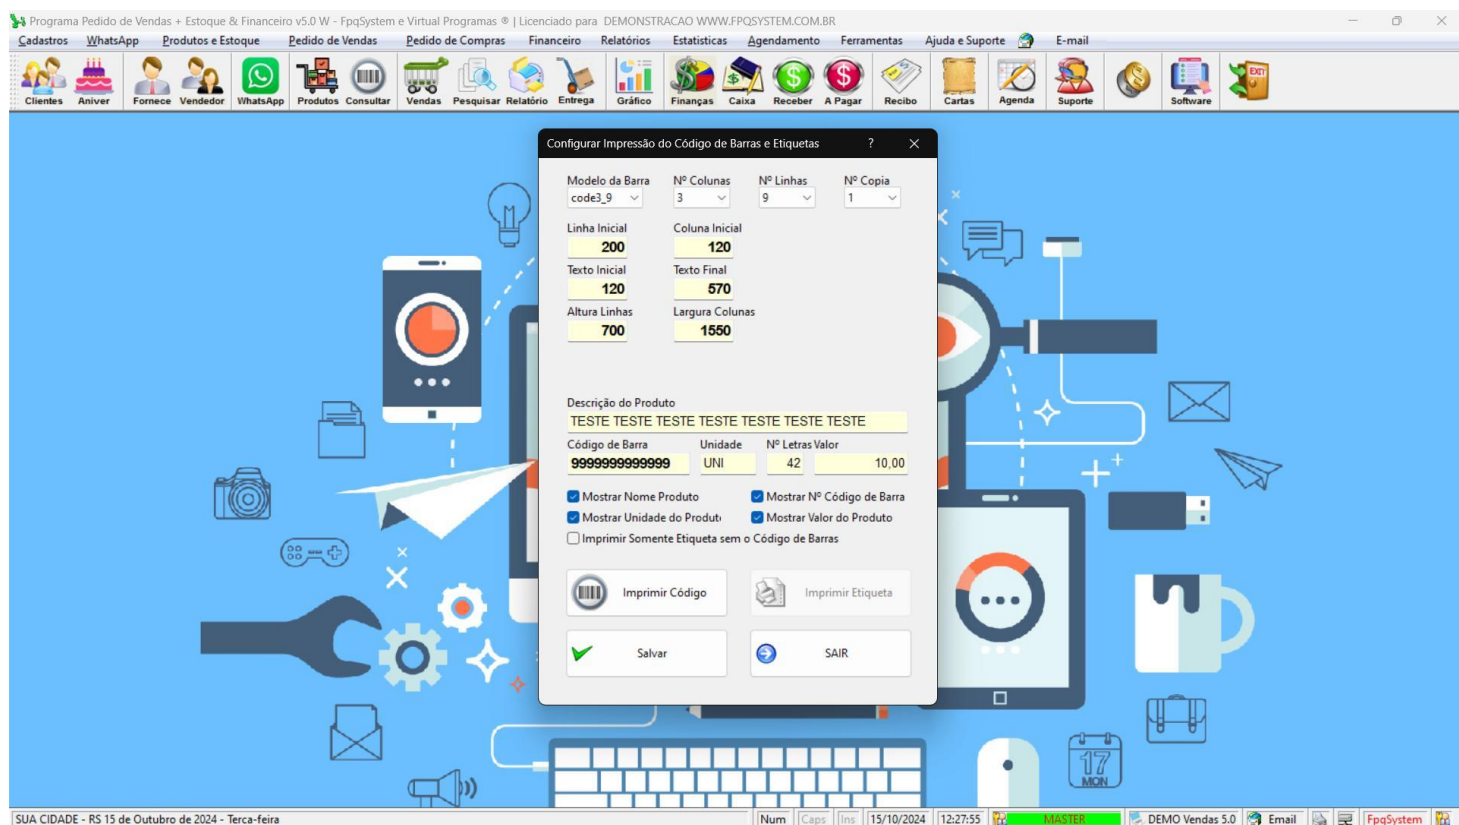 Programa Pedido de Vendas + Estoque & Financeiro v5.0 W - FpqSystem e Virtual Programas ® | Licenciado para DEMONSTRACAO WWW.FPQSYSTEM.COM.BR
Cadastros WhatsApp Produtos e Estoque Pedido de Vendas Pedido de Compras Financeiro Relatórios Estatisticas Agendamento Ferramentas Ajuda e Suporte E-mail
Clientes Aniver Fornece Vendedor WhatsApp Produtos Consultar Vendas Pesquisar Relatório Entrega Gráfico Finanças Caixa Receber A Pagar Recibo Cartas Agenda Suporte Software
EXIT
Configurar Impressão do Código de Barras e Etiquetas ?
Modelo da Barra Nº Colunas Nº Linhas Nº Copia
code3_9 3 9 1
Linha Inicial Coluna Inicial
200 120
Texto Inicial Texto Final
120 570
Altura Linhas Largura Colunas
700 1550
Descrição do Produto
TESTE TESTE TESTE TESTE TESTE TESTE TESTE
Código de Barra Unidade Nº Letras Valor
9999999999999 UNI 42 10,00
Mostrar Nome Produto Mostrar Nº Código de Barra
Mostrar Unidade do Produt Mostrar Valor do Produto
Imprimir Somente Etiqueta sem o Código de Barras
Imprimir Código Imprimir Etiqueta
Salvar SAIR
17
MON
SUA CIDADE - RS 15 de Outubro de 2024 - Terca-feira Num Caps Ins 15/10/2024 12:27:55 MASTER DEMO Vendas 5.0 Email FpqSystem